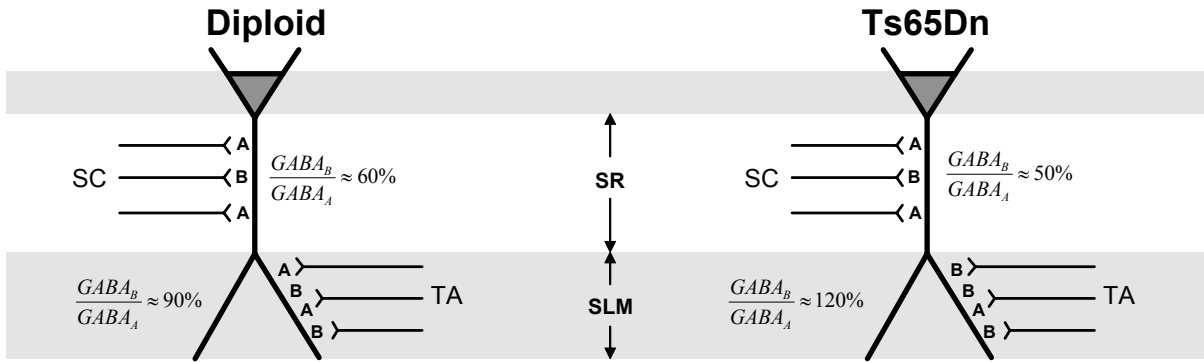 Diploid
Ts65Dn
A
SC
B
A
GABA_B / GABA_A ≈ 60%
SR
A
SC
B
A
GABA_B / GABA_A ≈ 50%
GABA_B / GABA_A ≈ 90%
A
B
A
B
TA
SLM
GABA_B / GABA_A ≈ 120%
B
B
A
B
TA